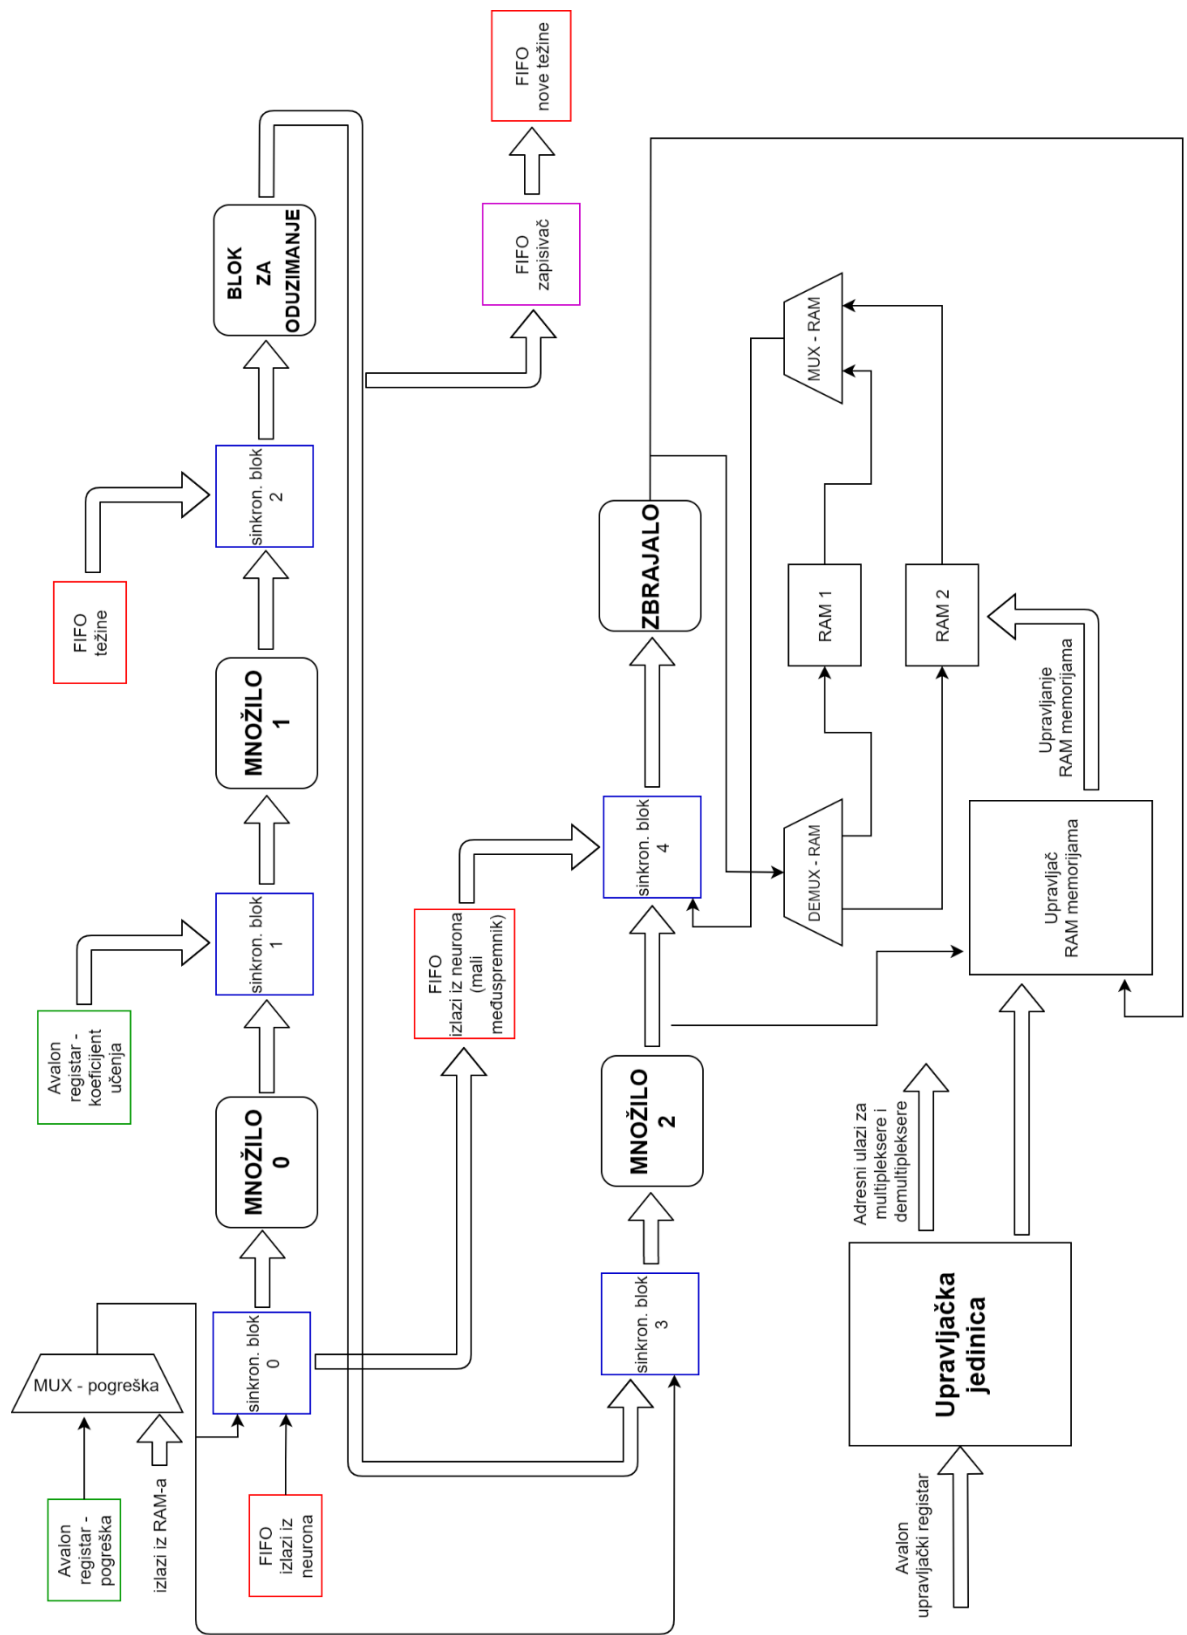 Avalon
registar -
pogreška
izlazi iz RAM-a
MUX - pogreška
FIFO
izlazi iz
neurona
sinkron. blok
0
MNOŽILO
0
Avalon
registar -
koeficijent
učenja
sinkron. blok
1
MNOŽILO
1
FIFO
težine
sinkron. blok
2
BLOK
ZA
ODUZIMANJE
FIFO
zapisivač
FIFO
nove težine
FIFO
izlazi iz neurona
(mali
međuspremnik)
sinkron. blok
3
MNOŽILO
2
sinkron. blok
4
ZBRAJALO
DEMUX - RAM
RAM 1
RAM 2
MUX - RAM
Avalon
upravljački registar
Upravljačka
jedinica
Adresni ulazi za
multipleksere i
demultipleksere
Upravljač
RAM memorijama
Upravljanje
RAM memorijama